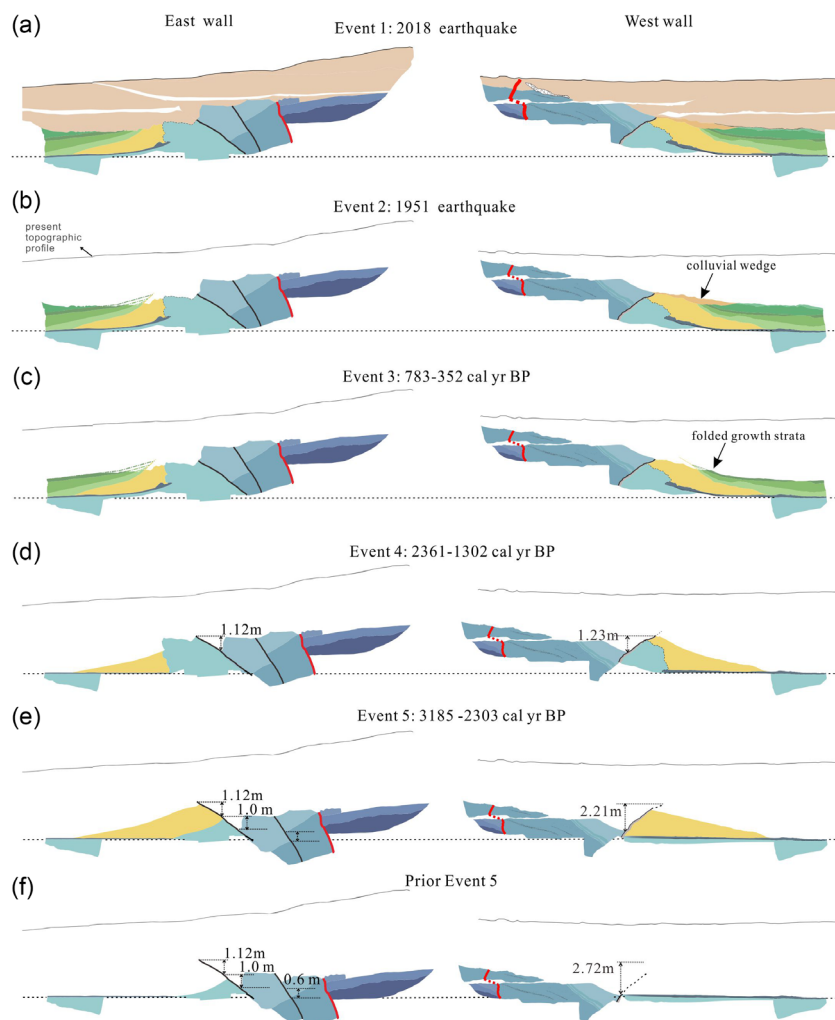 (a)
East wall
Event 1: 2018 earthquake
West wall
(b)
Event 2: 1951 earthquake
present
topographic
profile
colluvial wedge
(c)
Event 3: 783-352 cal yr BP
folded growth strata
(d)
Event 4: 2361-1302 cal yr BP
1.12m
1.23m
(e)
Event 5: 3185 -2303 cal yr BP
1.12m
1.0 m
2.21m
(f)
Prior Event 5
1.12m
1.0 m
0.6 m
2.72m